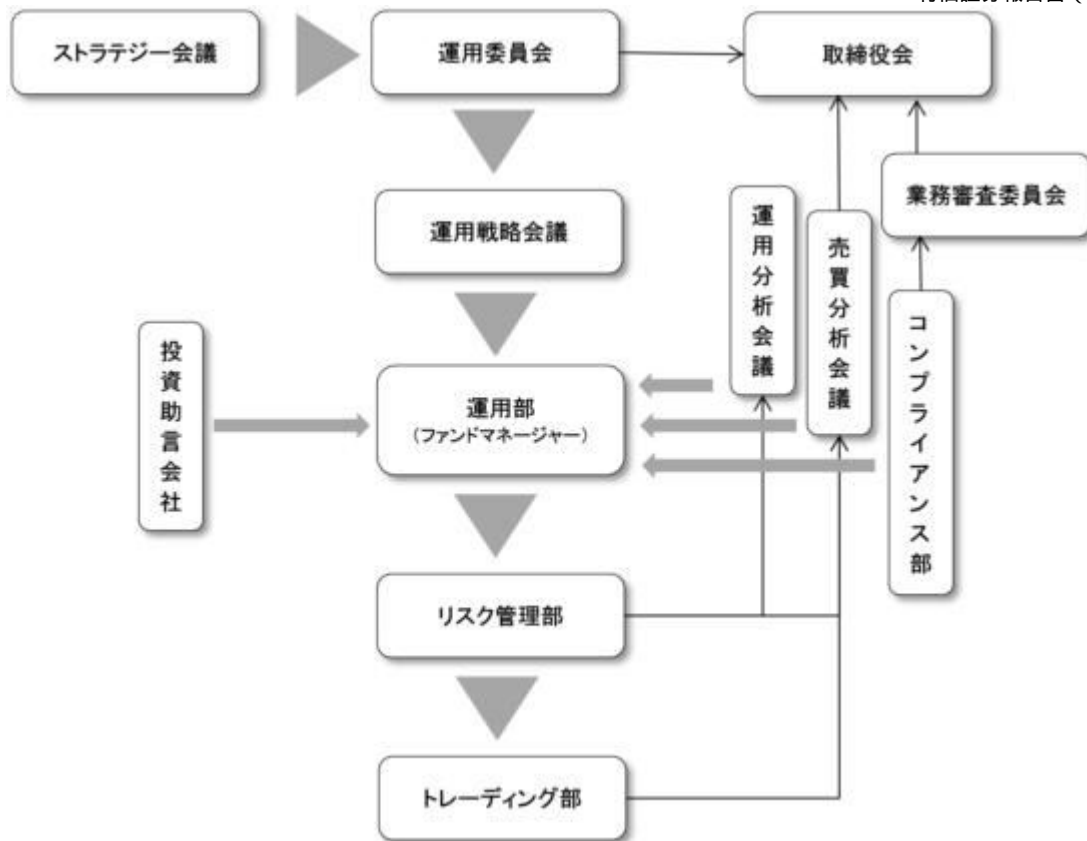 ストラテジー会議
運用委員会
取締役会
業務審査委員会
運用戦略会議
運用分析会議
売買分析会議
コンプライアンス部
投資助言会社
運用部
(ファンドマネージャー)
リスク管理部
トレーディング部